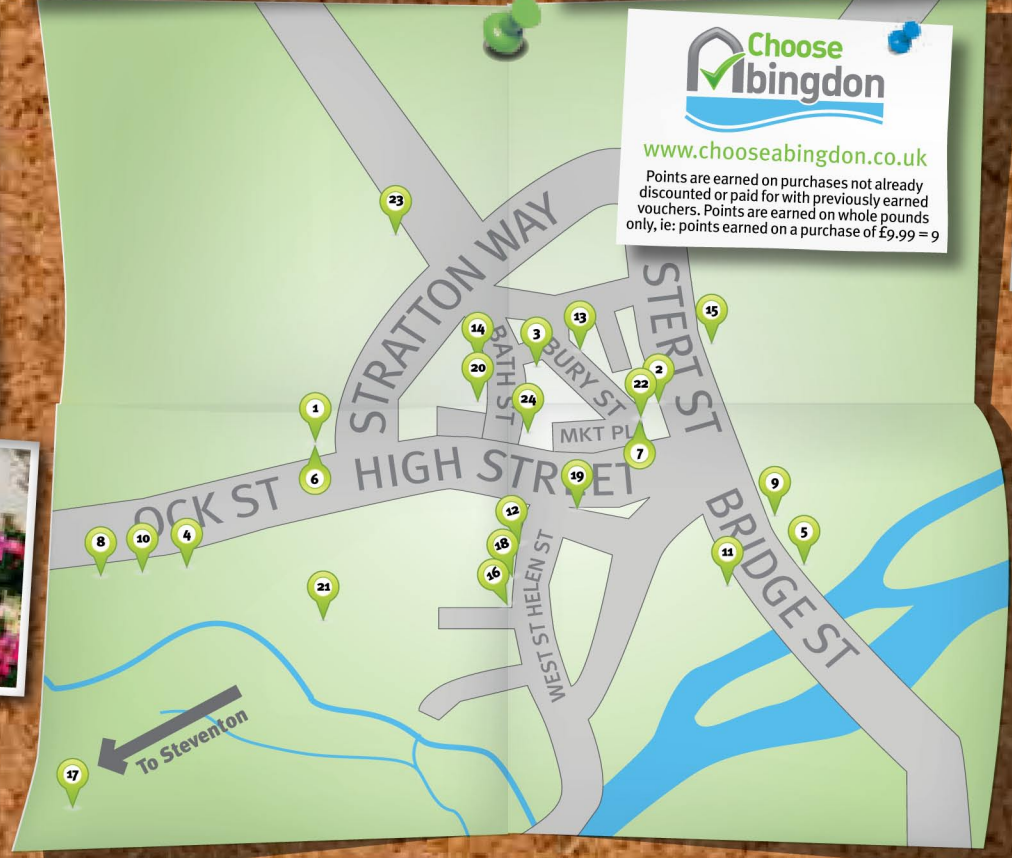 Choose
Abingdon
www.chooseabingdon.co.uk
Points are earned on purchases not already
discounted or paid for with previously earned
vouchers. Points are earned on whole pounds
only, ie: points earned on a purchase of £9.99 = 9
23
STRATTON WAY
STERT ST
15
13
14
3
BATH ST
BURY ST
20
2
22
24
1
MKT PL
7
6
HIGH STREET
19
OCK ST
9
12
BRIDGE ST
8
10
4
18
5
11
16
WEST ST HELEN ST
21
To Steventon
17